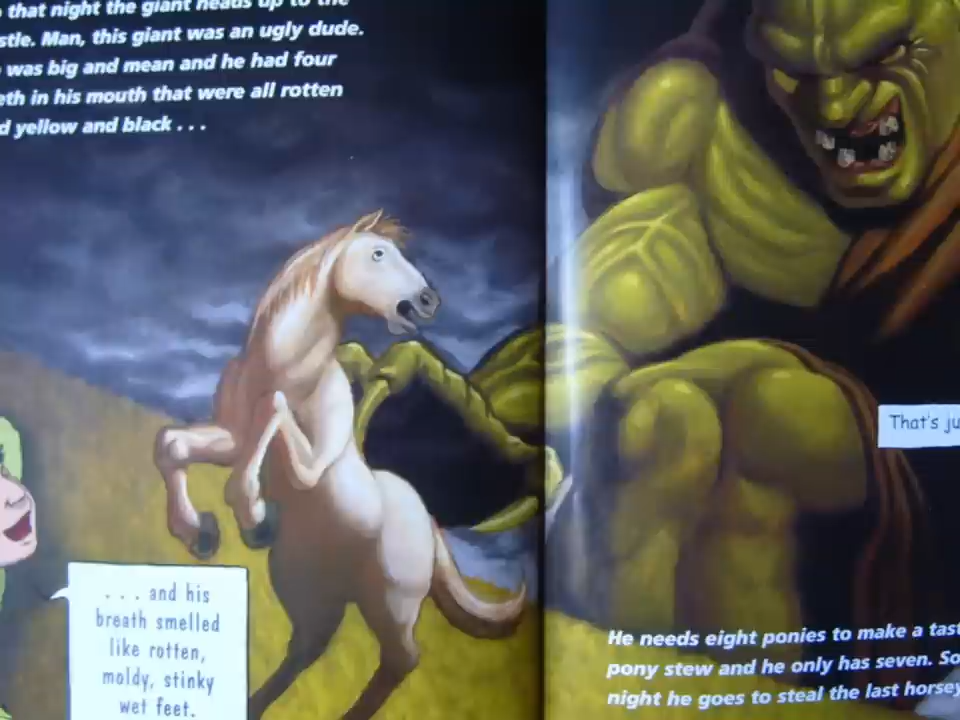 that night the giant heads up to the
stle. Man, this giant was an ugly dude.
was big and mean and he had four
eth in his mouth that were all rotten
d yellow and black . . .
. . . and his
breath smelled
like rotten,
moldy, stinky
wet feet.
That's ju
He needs eight ponies to make a tast
pony stew and he only has seven. So
night he goes to steal the last horsey